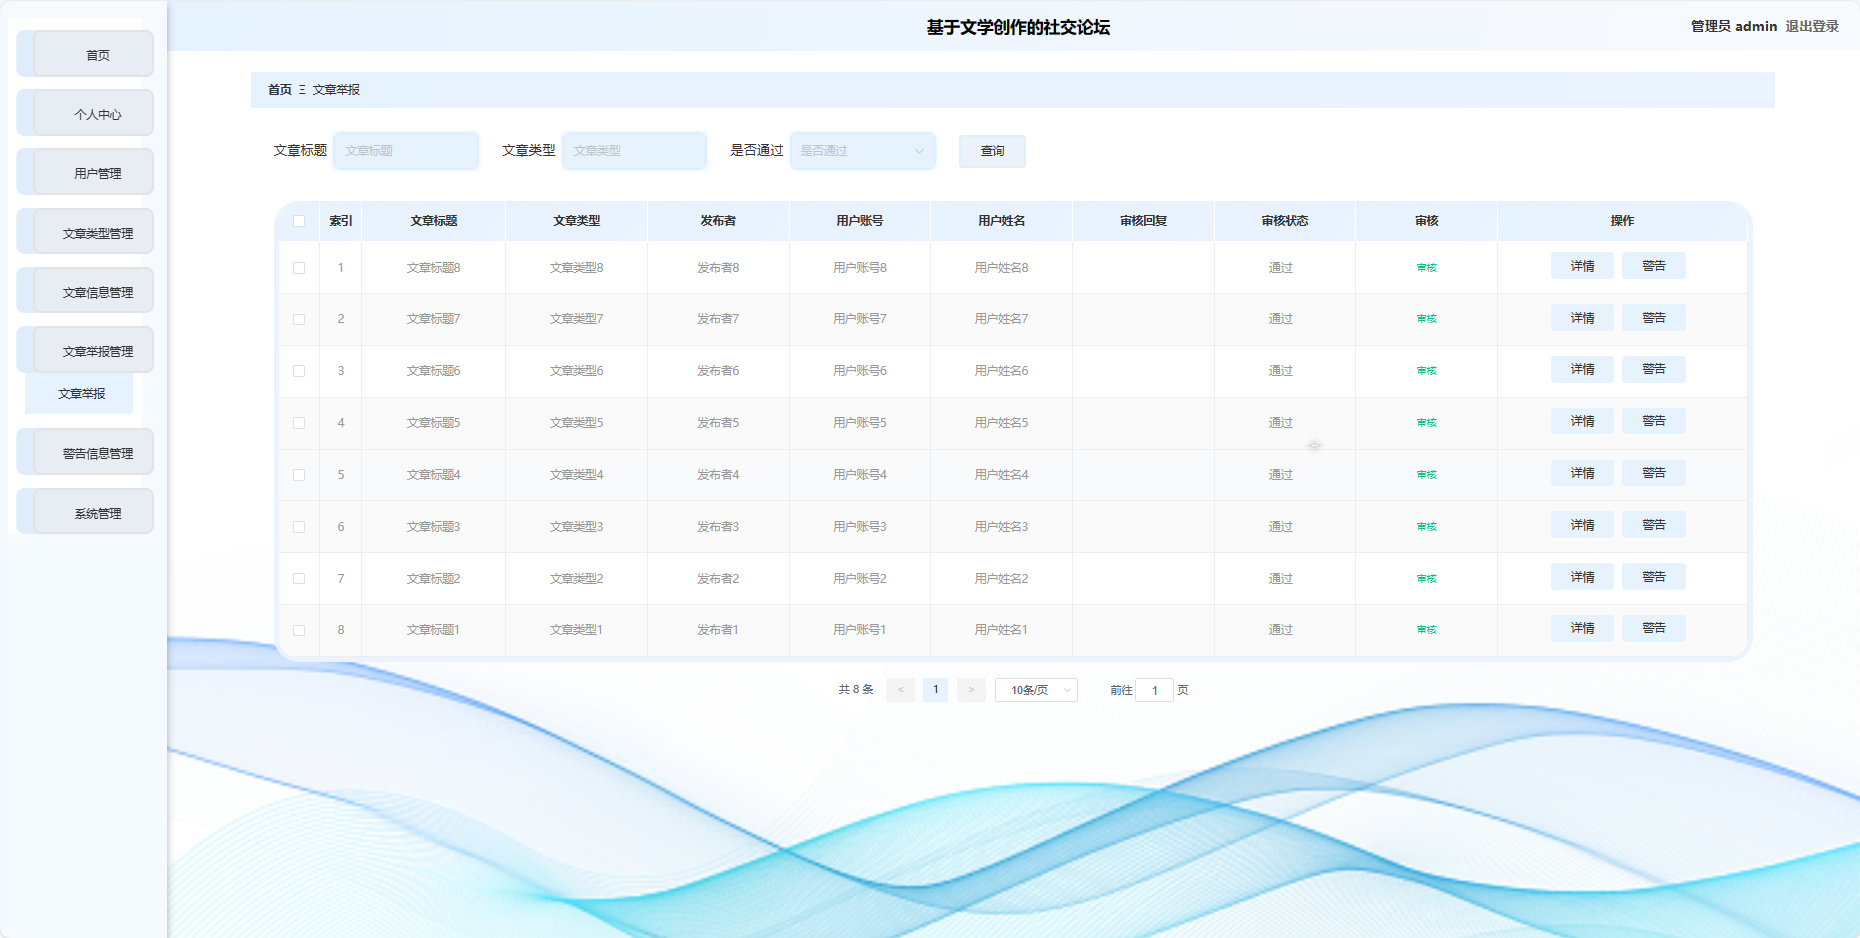 基于文学创作的社交论坛
管理员 admin 退出登录
首页
个人中心
用户管理
文章类型管理
文章信息管理
文章举报管理
文章举报
警告信息管理
系统管理
首页 Ξ 文章举报
文章标题 文章标题 文章类型 文章类型 是否通过 是否通过 查询
索引 文章标题 文章类型 发布者 用户账号 用户姓名 审核回复 审核状态 审核 操作
1 文章标题8 文章类型8 发布者8 用户账号8 用户姓名8 通过 审核 详情 警告
2 文章标题7 文章类型7 发布者7 用户账号7 用户姓名7 通过 审核 详情 警告
3 文章标题6 文章类型6 发布者6 用户账号6 用户姓名6 通过 审核 详情 警告
4 文章标题5 文章类型5 发布者5 用户账号5 用户姓名5 通过 审核 详情 警告
5 文章标题4 文章类型4 发布者4 用户账号4 用户姓名4 通过 审核 详情 警告
6 文章标题3 文章类型3 发布者3 用户账号3 用户姓名3 通过 审核 详情 警告
7 文章标题2 文章类型2 发布者2 用户账号2 用户姓名2 通过 审核 详情 警告
8 文章标题1 文章类型1 发布者1 用户账号1 用户姓名1 通过 审核 详情 警告
共 8 条 < 1 > 10条/页 前往 1 页